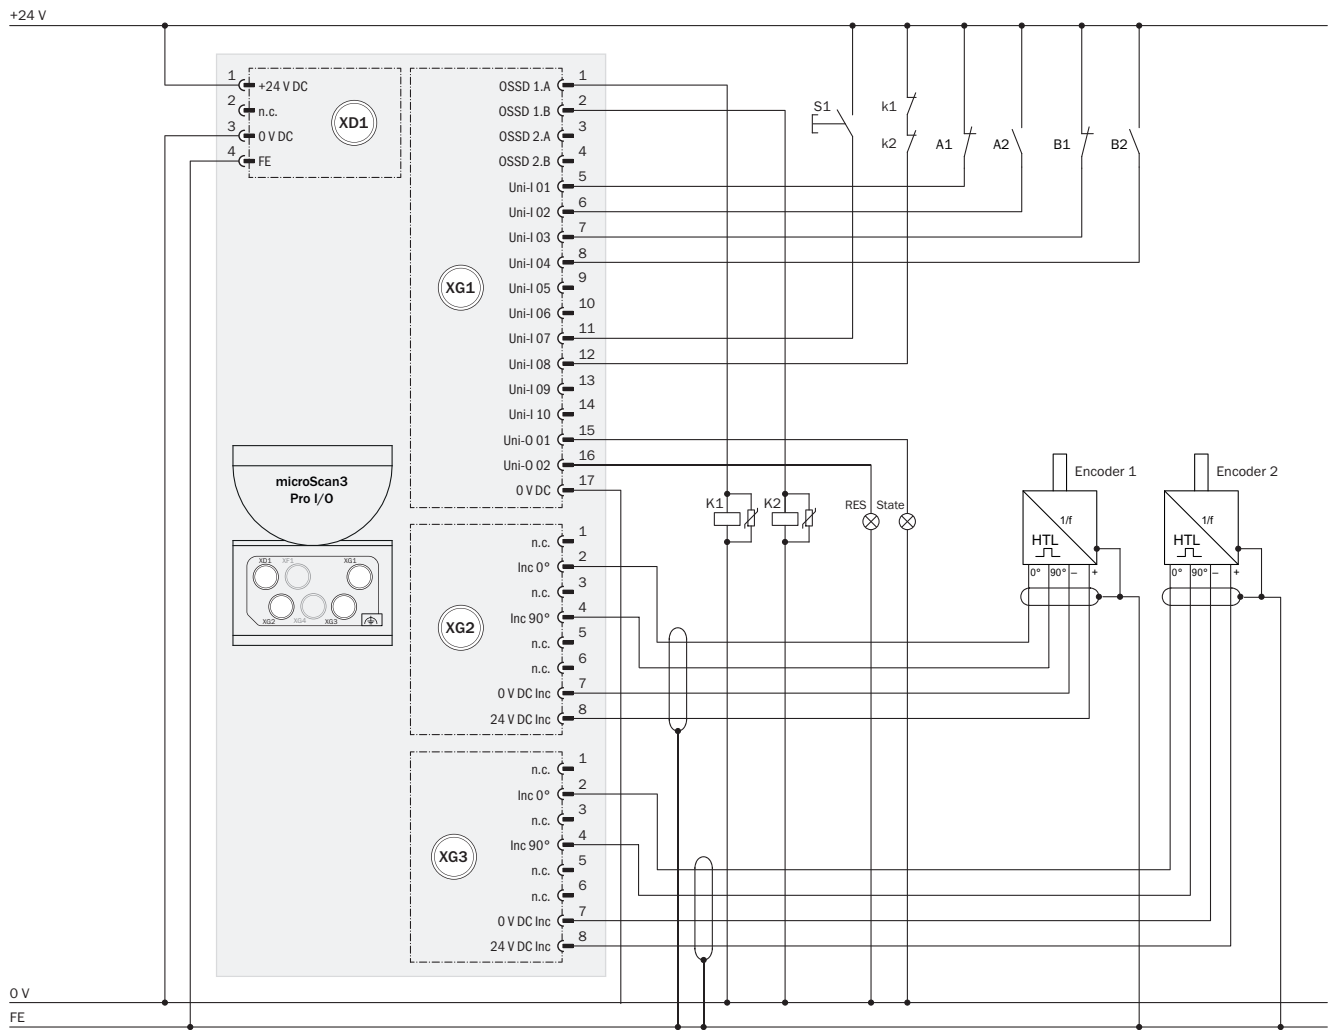 +24 V
1 +24 V DC
2 n.c.
3 0 V DC
4 FE
XD1
OSSD 1.A 1
OSSD 1.B 2
OSSD 2.A 3
OSSD 2.B 4
Uni-I 01 5
Uni-I 02 6
Uni-I 03 7
Uni-I 04 8
Uni-I 05 9
Uni-I 06 10
Uni-I 07 11
Uni-I 08 12
Uni-I 09 13
Uni-I 10 14
Uni-O 01 15
Uni-O 02 16
0 V DC 17
XG1
S1
k1
k2
A1
A2
B1
B2
microScan3
Pro I/O
XD1 XF1 XG1
XG2 XG4 XG3
K1
K2
RES State
Encoder 1
1/f
HTL
0° 90° – +
Encoder 2
1/f
HTL
0° 90° – +
n.c. 1
Inc 0° 2
n.c. 3
Inc 90° 4
n.c. 5
n.c. 6
0 V DC Inc 7
24 V DC Inc 8
XG2
n.c. 1
Inc 0° 2
n.c. 3
Inc 90° 4
n.c. 5
n.c. 6
0 V DC Inc 7
24 V DC Inc 8
XG3
0 V
FE